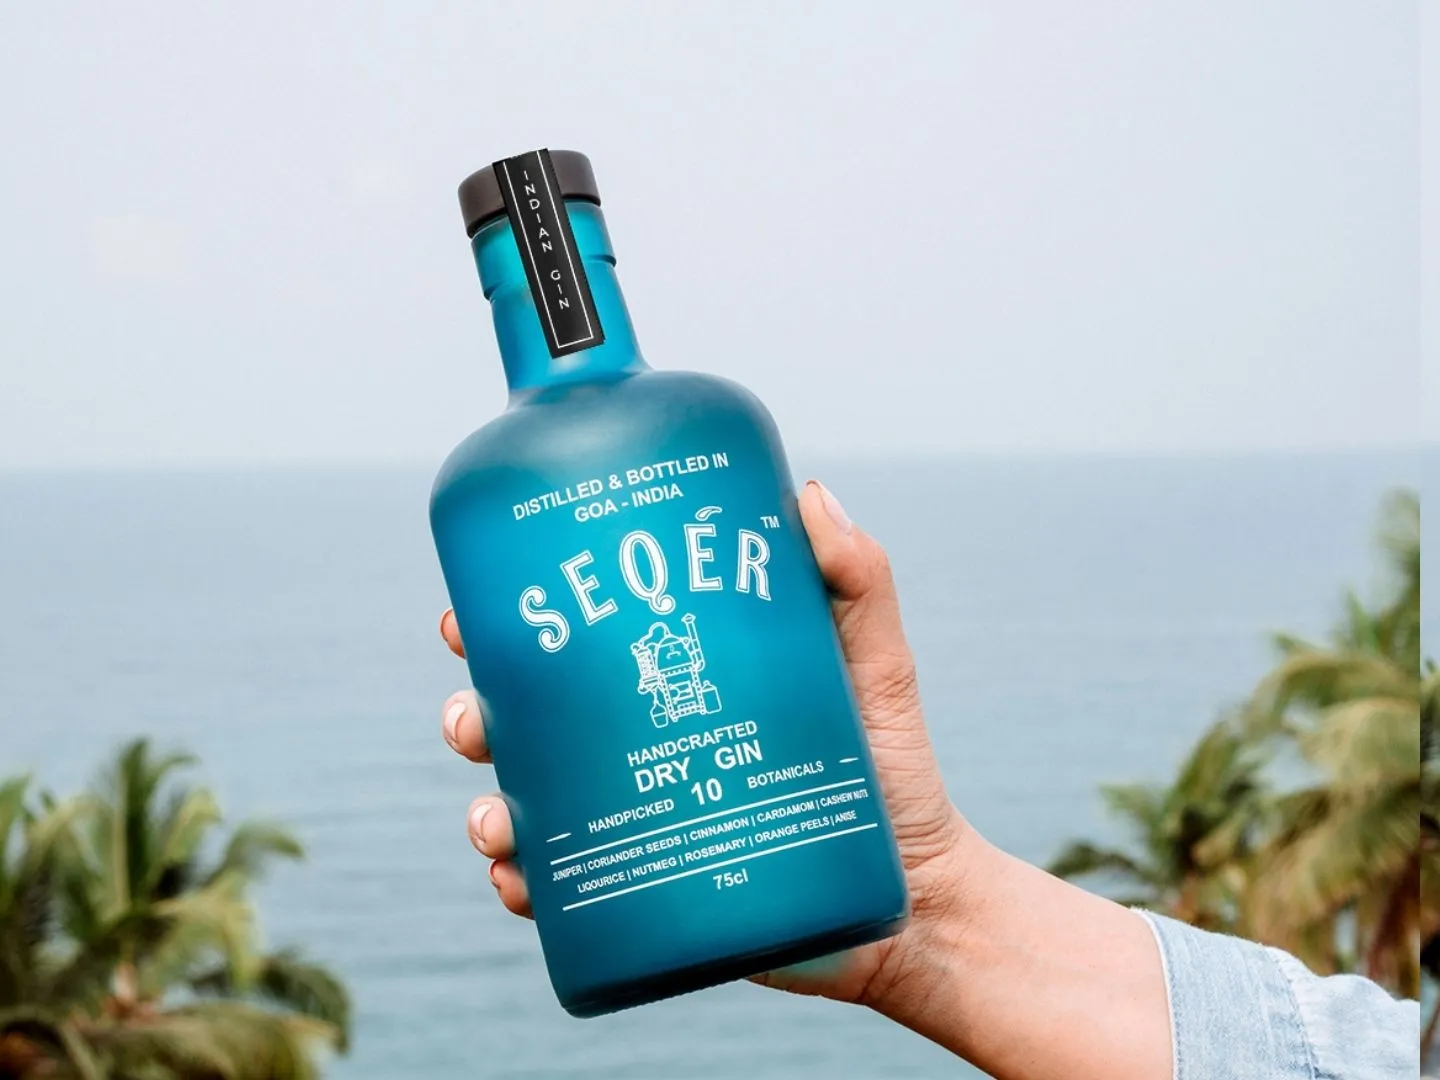 INDIAN GIN
DISTILLED & BOTTLED IN
GOA - INDIA
SEQÉR™
HANDCRAFTED
DRY GIN
HANDPICKED 10 BOTANICALS
JUNIPER | CORIANDER SEEDS | CINNAMON | CARDAMOM | CASHEW NUTS
LIQOURICE | NUTMEG | ROSEMARY | ORANGE PEELS | ANISE
75cl